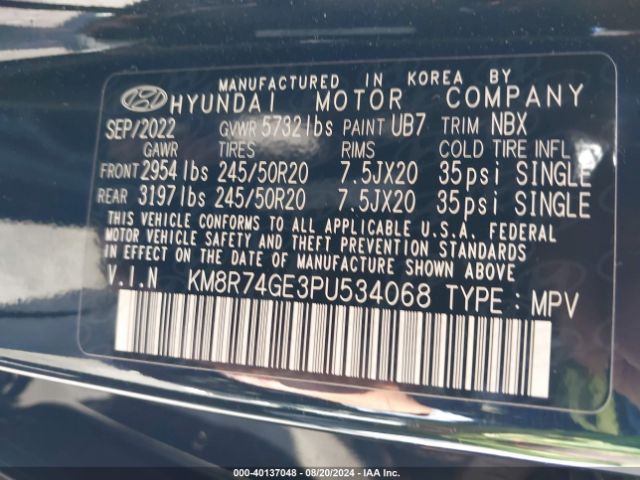 MANUFACTURED IN KOREA BY
HYUNDAI MOTOR COMPANY
SEP/2022 GVWR 5732lbs PAINT UB7 TRIM NBX
GAWR TIRES RIMS COLD TIRE INFL
FRONT 2954lbs 245/50R20 7.5JX20 35psi SINGLE
REAR 3197lbs 245/50R20 7.5JX20 35psi SINGLE
THIS VEHICLE CONFORMS TO ALL APPLICABLE U.S.A. FEDERAL
MOTOR VEHICLE SAFETY AND THEFT PREVENTION STANDARDS
IN EFFECT ON THE DATE OF MANUFACTURE SHOWN ABOVE
V.I.N KM8R74GE3PU534068 TYPE : MPV
000-40137048 - 08/20/2024 - IAA Inc.